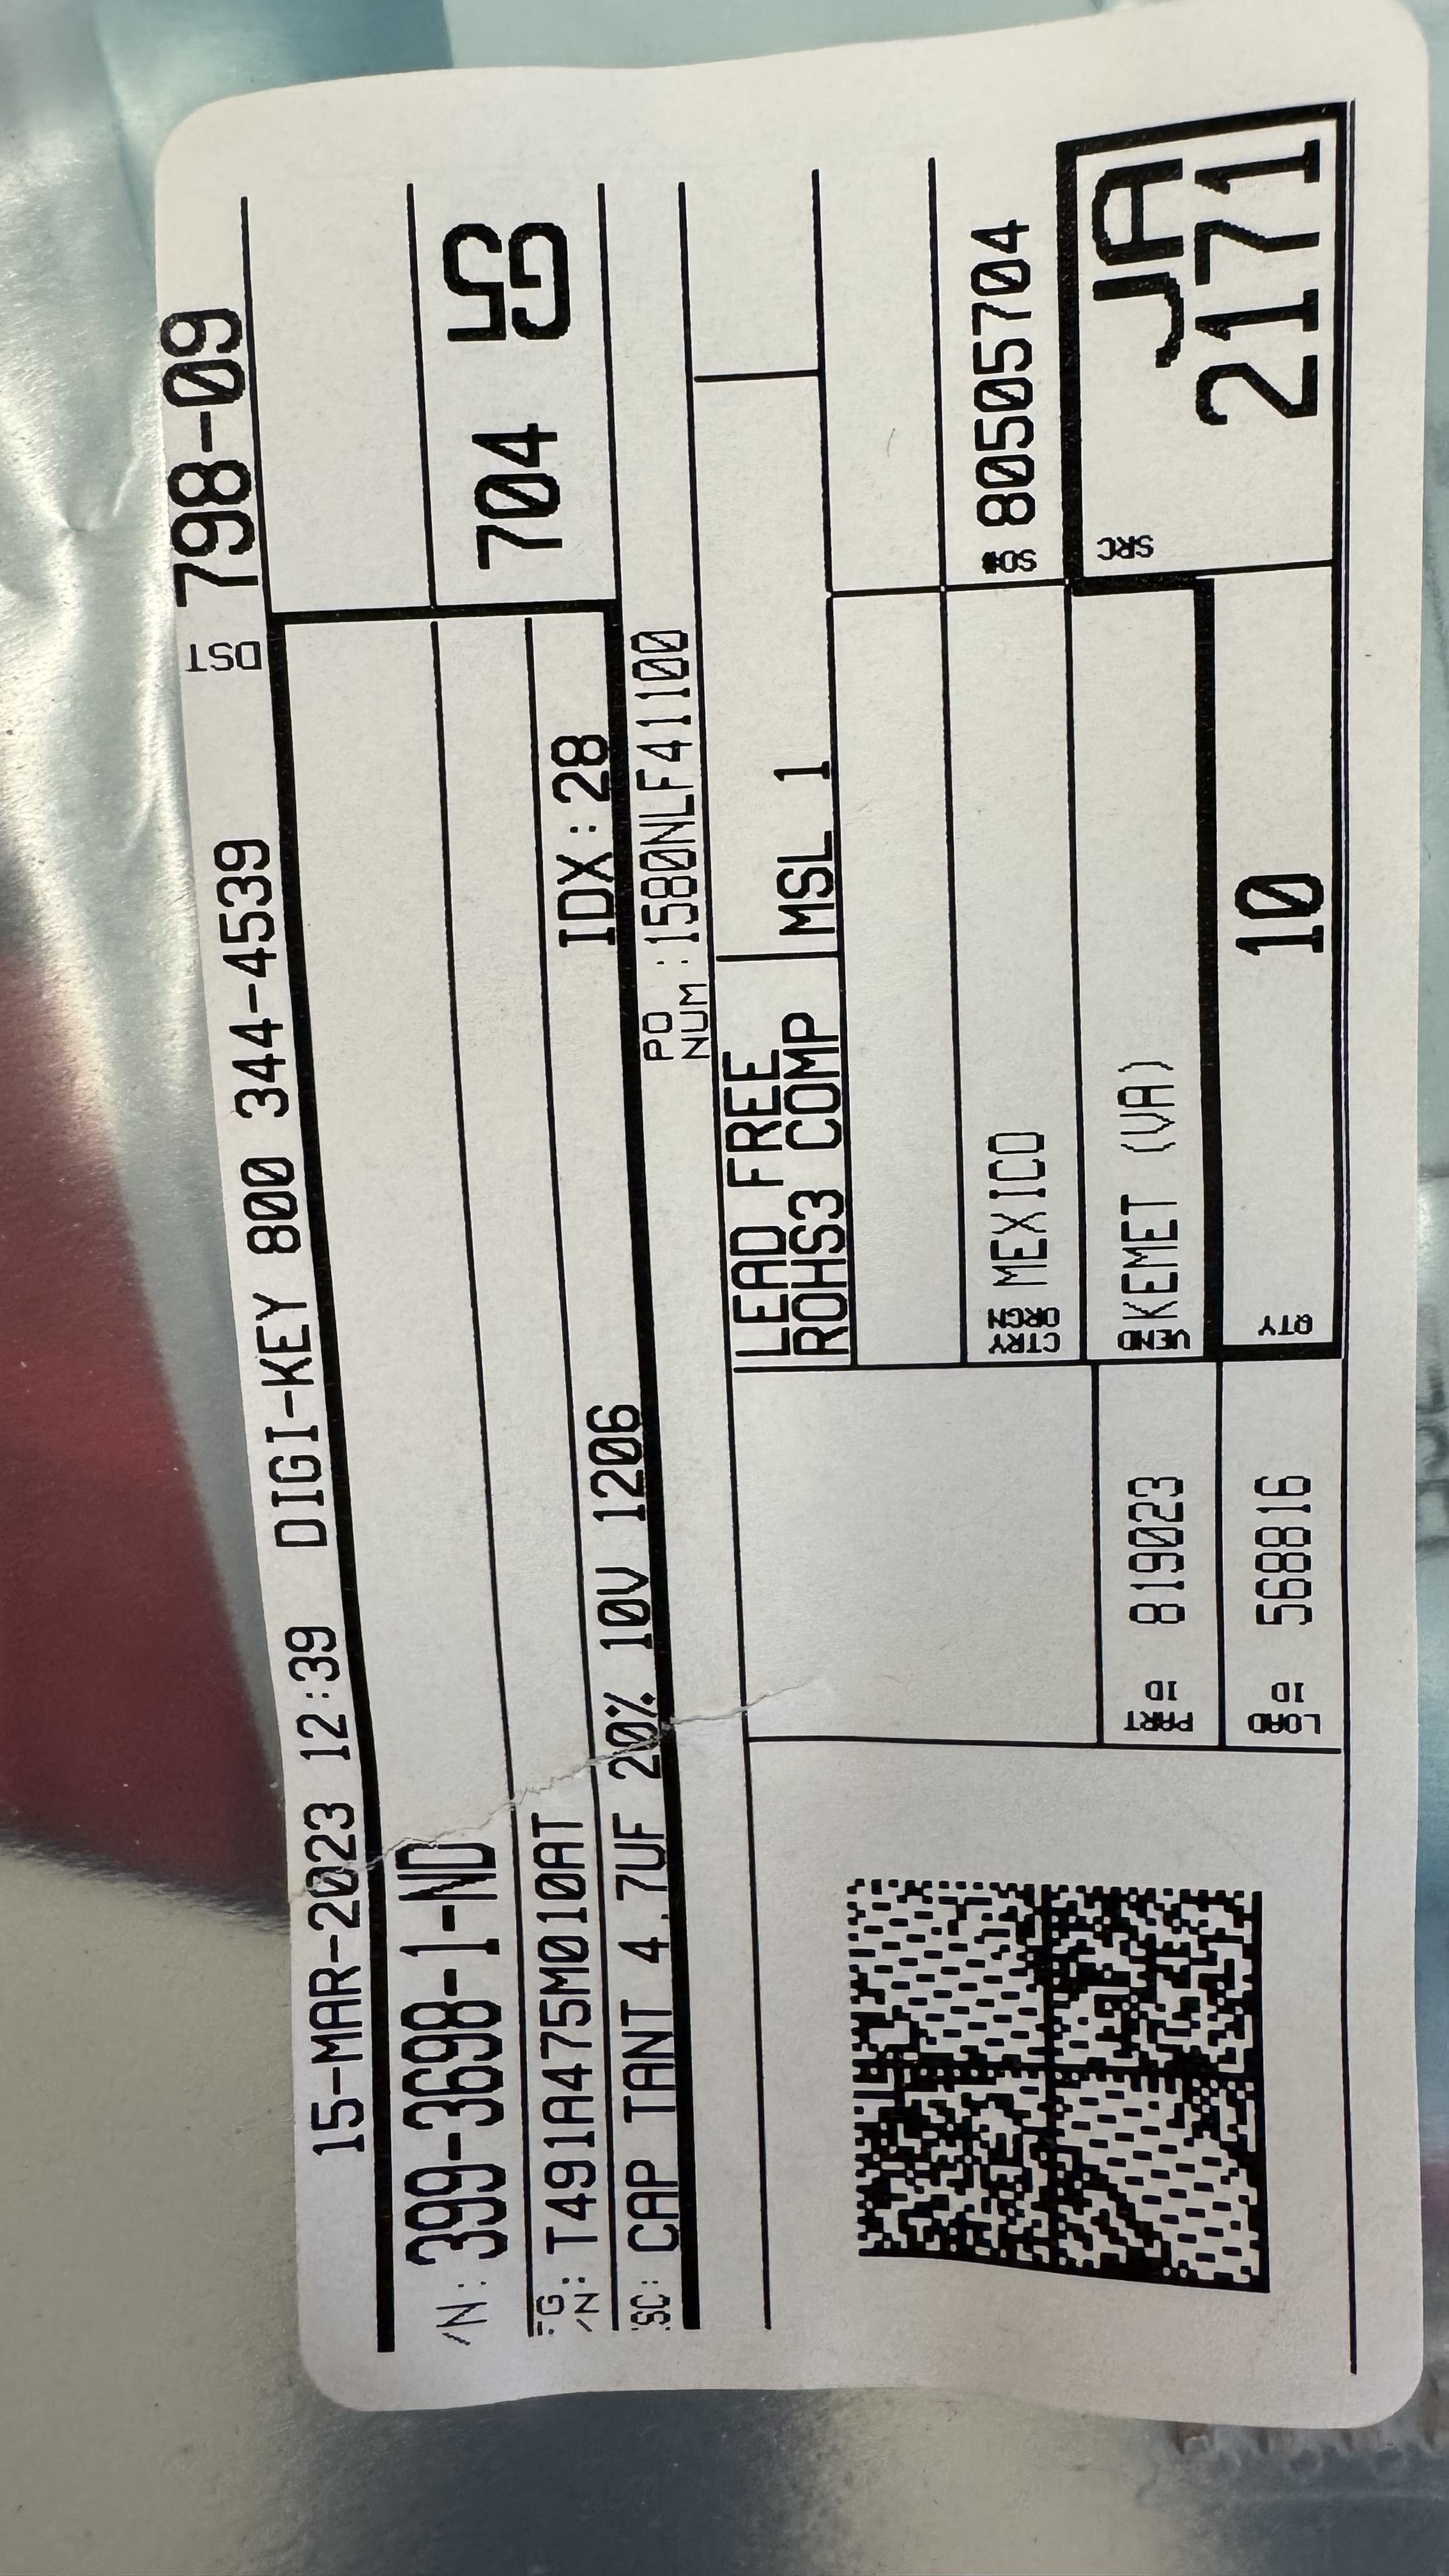 15-MAR-2023 12:39 DIGI-KEY 800 344-4539 DST 798-09
/N: 399-3698-1-ND
FG /N: T491A475M010AT
IDX:28
704 5G
SC: CAP TANT 4.7UF 20% 10V 1206
PO NUM :1580NLF41100
LEAD FREE
ROHS3 COMP
MSL 1
CTRY ORGN MEXICO
SO# 80505704
PART ID 819023
VEND KEMET (VA)
SRC JA
2171
LOAD ID 568816
QTY 10